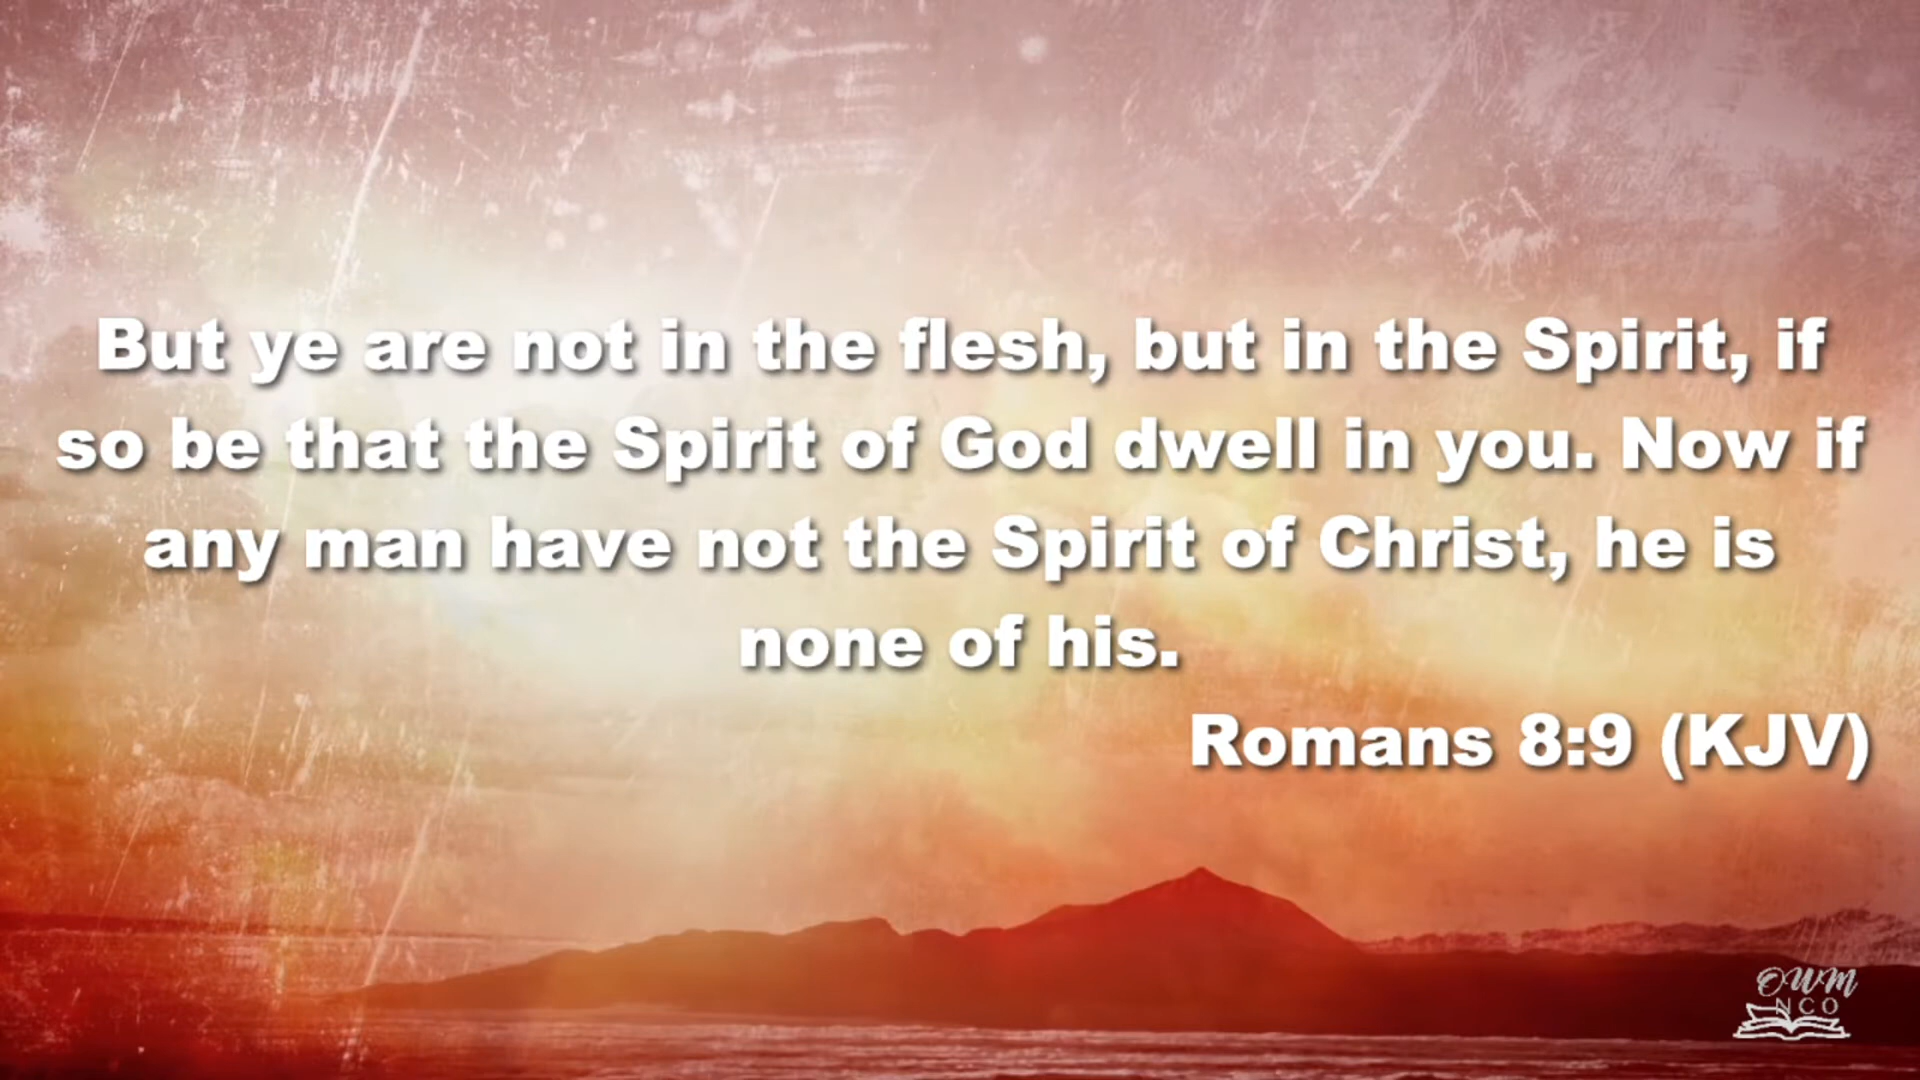 But ye are not in the flesh, but in the Spirit, if
so be that the Spirit of God dwell in you. Now if
any man have not the Spirit of Christ, he is
none of his.
Romans 8:9 (KJV)
OWM
NCO